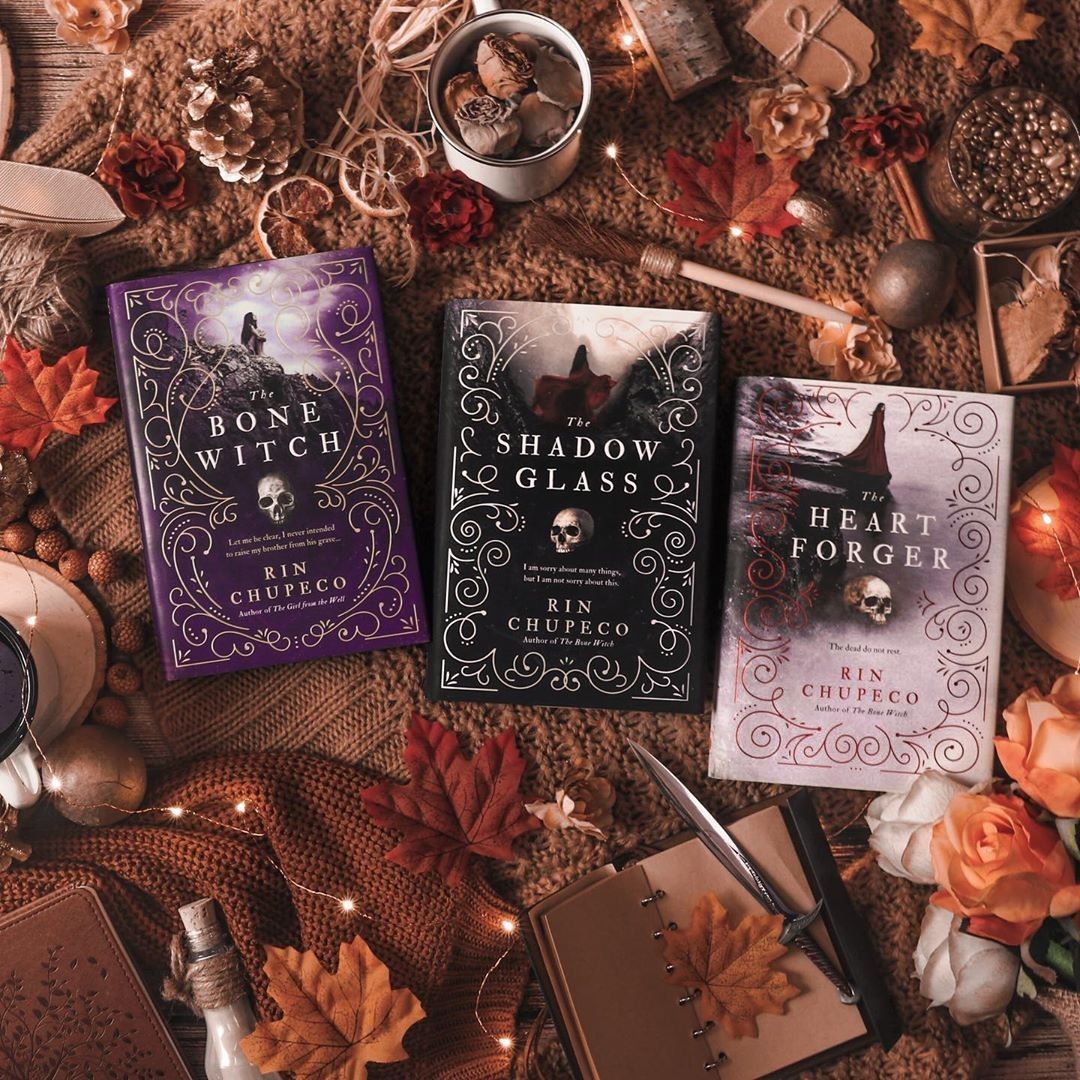 The
BONE
WITCH
Let me be clear, I never intended
to raise my brother from his grave...
RIN
CHUPECO
Author of The Girl from the Well
The
SHADOW
GLASS
I am sorry about many things,
but I am not sorry about this.
RIN
CHUPECO
Author of The Bone Witch
The
HEART
FORGER
The dead do not rest.
RIN
CHUPECO
Author of The Bone Witch